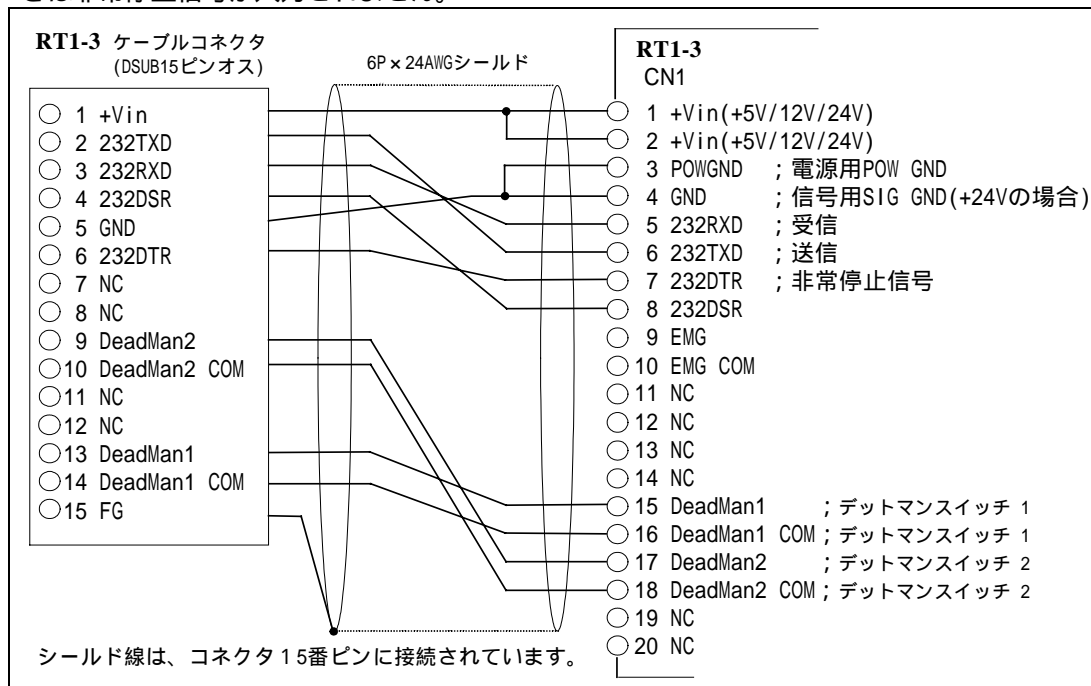 RT1-3 ケーブルコネクタ
(DSUB15ピンオス)
6P×24AWGシールド
RT1-3
CN1
1 +Vin
2 232TXD
3 232RXD
4 232DSR
5 GND
6 232DTR
7 NC
8 NC
9 DeadMan2
10 DeadMan2 COM
11 NC
12 NC
13 DeadMan1
14 DeadMan1 COM
15 FG
1 +Vin(+5V/12V/24V)
2 +Vin(+5V/12V/24V)
3 POWGND ;電源用POW GND
4 GND ;信号用SIG GND(+24Vの場合)
5 232RXD ;受信
6 232TXD ;送信
7 232DTR ;非常停止信号
8 232DSR
9 EMG
10 EMG COM
11 NC
12 NC
13 NC
14 NC
15 DeadMan1 ;デットマンスイッチ 1
16 DeadMan1 COM;デットマンスイッチ 1
17 DeadMan2 ;デットマンスイッチ 2
18 DeadMan2 COM;デットマンスイッチ 2
19 NC
20 NC
シールド線は、コネクタ15番ピンに接続されています。